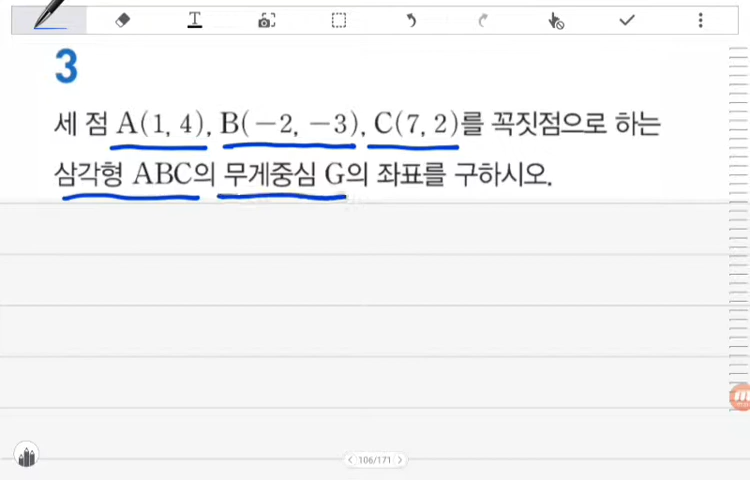 T
3
세 점 A(1, 4), B(−2, −3), C(7, 2)를 꼭짓점으로 하는
삼각형 ABC의 무게중심 G의 좌표를 구하시오.
< 106/171 >